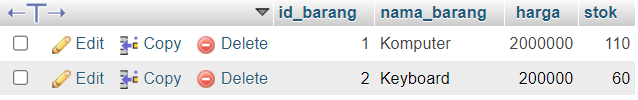 id_barang nama_barang harga stok
Edit Copy Delete 1 Komputer 2000000 110
Edit Copy Delete 2 Keyboard 200000 60